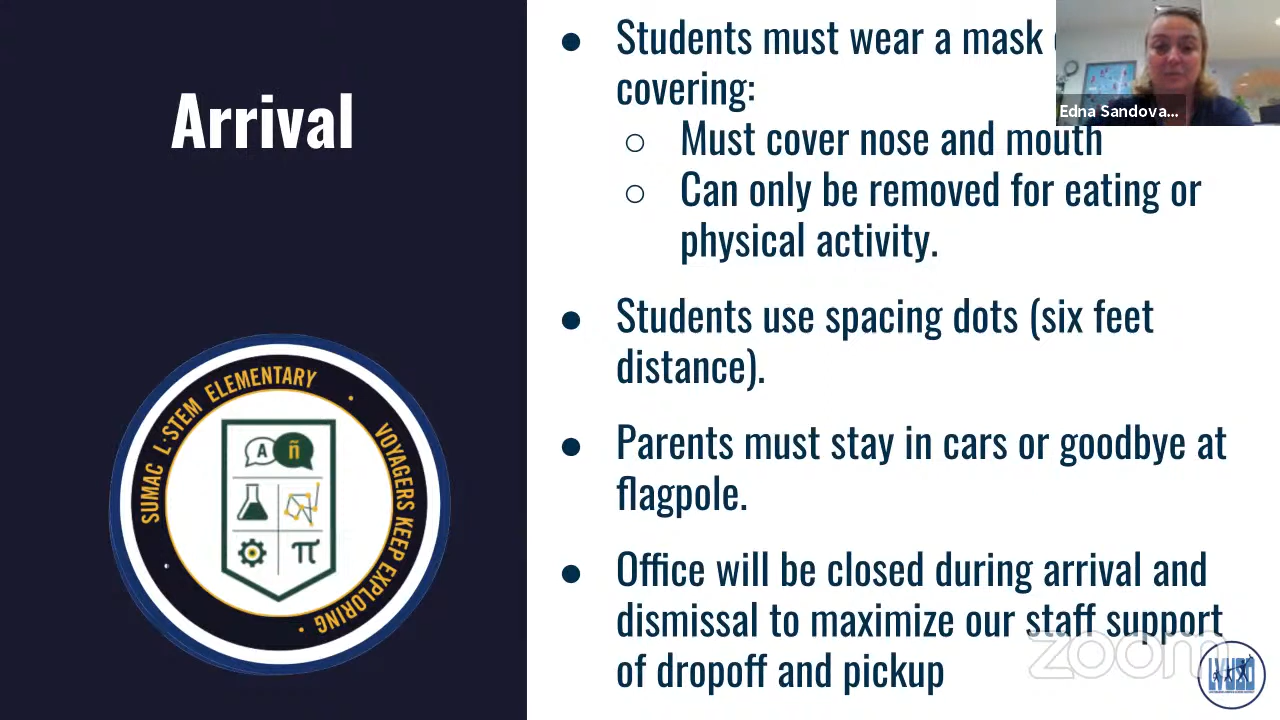 Arrival
Students must wear a mask
covering:
Must cover nose and mouth
Can only be removed for eating or
physical activity.
Students use spacing dots (six feet
distance).
Parents must stay in cars or goodbye at
flagpole.
Office will be closed during arrival and
dismissal to maximize our staff support
of dropoff and pickup
Edna Sandova...
SUMAC L·STEM ELEMENTARY
VOYAGERS KEEP EXPLORING
A ñ
π
zoom
LVUSD